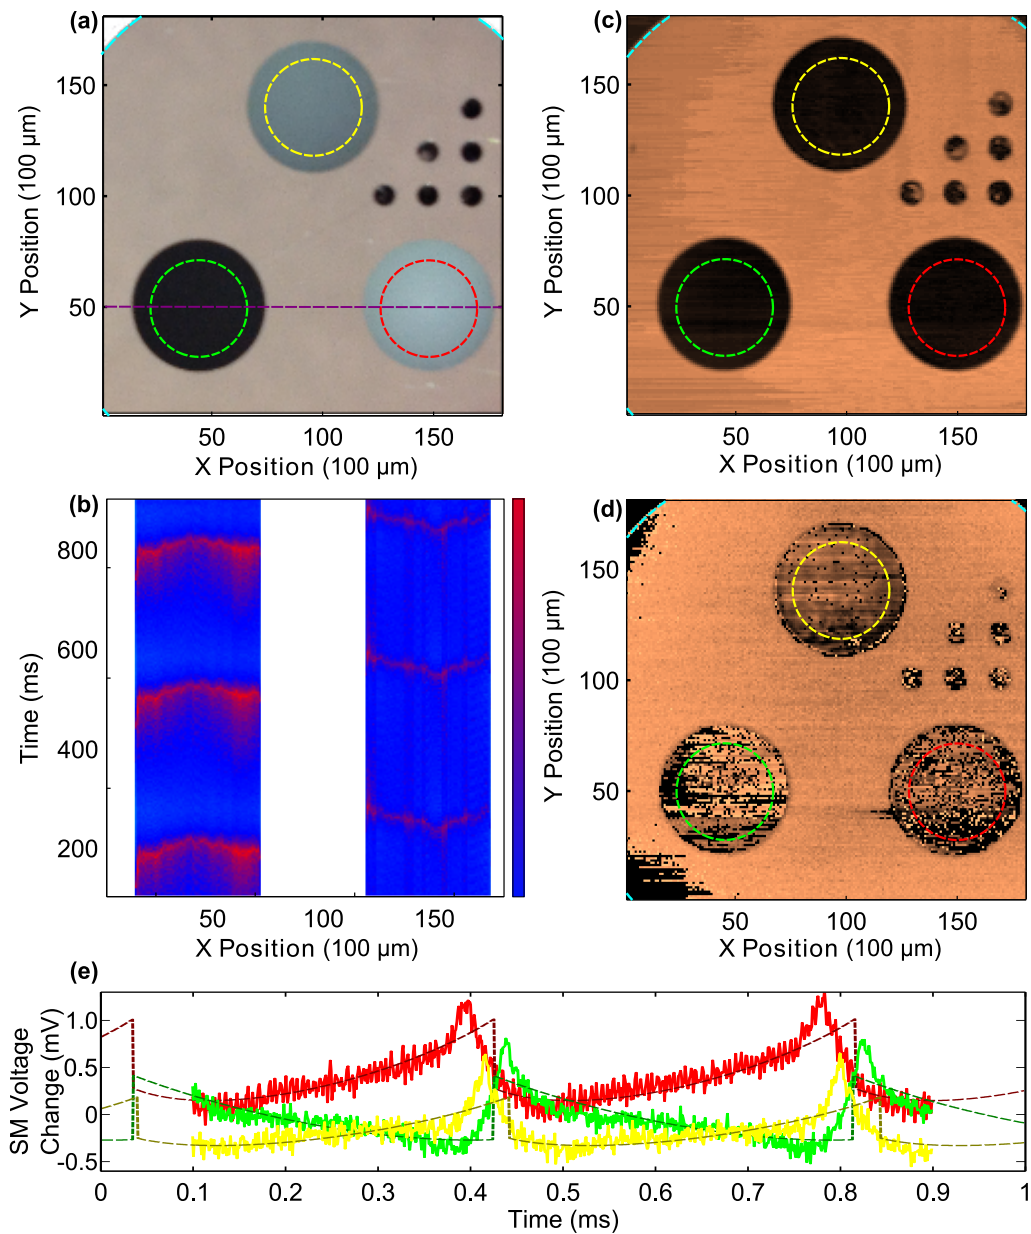 (a)
Y Position (100 µm)
150
100
50
50 100 150
X Position (100 µm)
(c)
Y Position (100 µm)
150
100
50
50 100 150
X Position (100 µm)
(b)
Time (ms)
800
600
400
200
50 100 150
X Position (100 µm)
(d)
Y Position (100 µm)
150
100
50
50 100 150
X Position (100 µm)
(e)
SM Voltage
Change (mV)
1.0
0.5
0
-0.5
0 0.1 0.2 0.3 0.4 0.5 0.6 0.7 0.8 0.9 1
Time (ms)